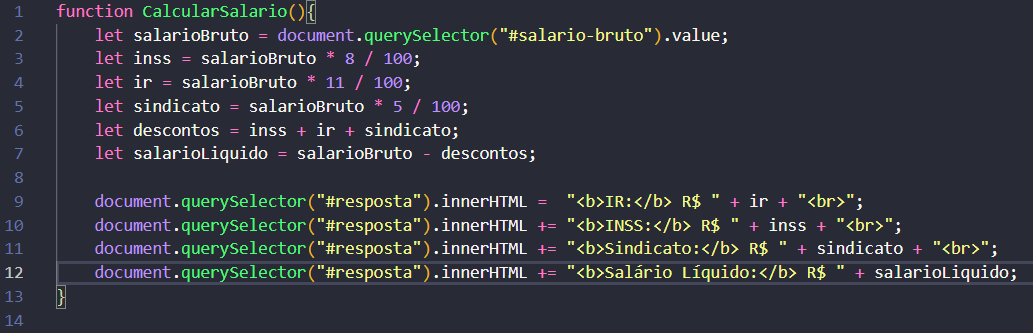 1 function CalcularSalario(){
2     let salarioBruto = document.querySelector("#salario-bruto").value;
3     let inss = salarioBruto * 8 / 100;
4     let ir = salarioBruto * 11 / 100;
5     let sindicato = salarioBruto * 5 / 100;
6     let descontos = inss + ir + sindicato;
7     let salarioLiquido = salarioBruto - descontos;
8
9     document.querySelector("#resposta").innerHTML =  "<b>IR:</b> R$ " + ir + "<br>";
10     document.querySelector("#resposta").innerHTML += "<b>INSS:</b> R$ " + inss + "<br>";
11     document.querySelector("#resposta").innerHTML += "<b>Sindicato:</b> R$ " + sindicato + "<br>";
12     document.querySelector("#resposta").innerHTML += "<b>Salário Líquido:</b> R$ " + salarioLiquido;
13 }
14